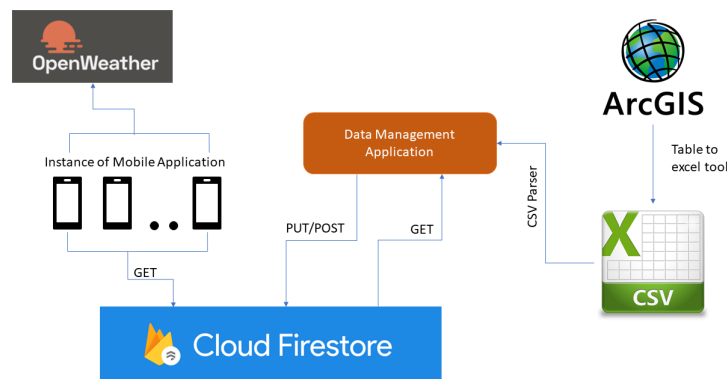 OpenWeather
ArcGIS
Data Management
Application
Table to
excel tool
Instance of Mobile Application
CSV Parser
PUT/POST
GET
GET
X
CSV
Cloud Firestore